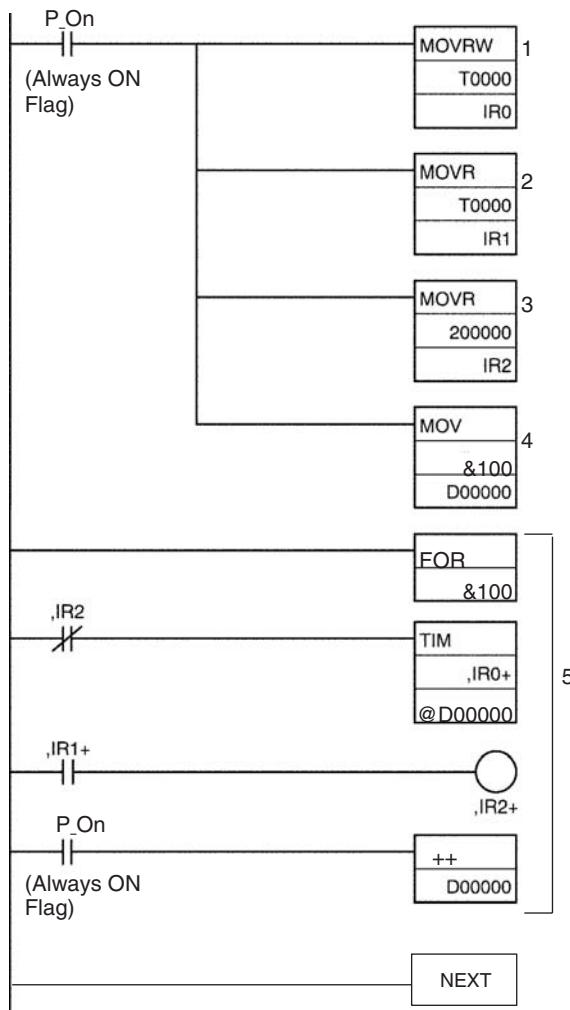 P_On
MOVRW 1
(Always ON
Flag)
T0000
IR0
MOVR 2
T0000
IR1
MOVR 3
200000
IR2
MOV 4
&100
D00000
FOR
&100
,IR2
TIM
,IR0+
@D00000
5
,IR1+
,IR2+
P_On
++
(Always ON
Flag)
D00000
NEXT